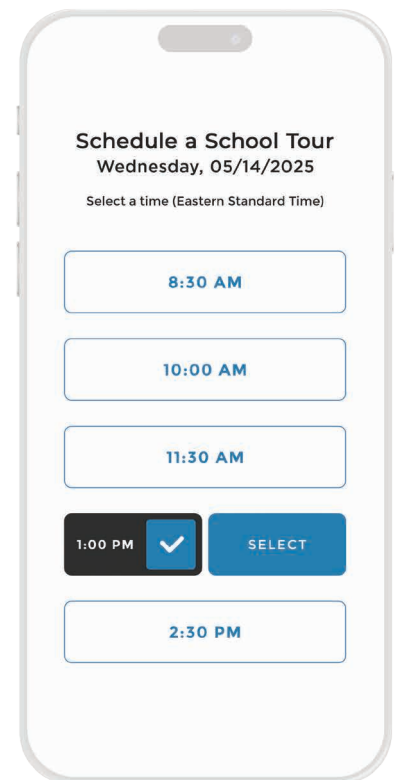 Schedule a School Tour
Wednesday, 05/14/2025
Select a time (Eastern Standard Time)
8:30 AM
10:00 AM
11:30 AM
1:00 PM SELECT
2:30 PM